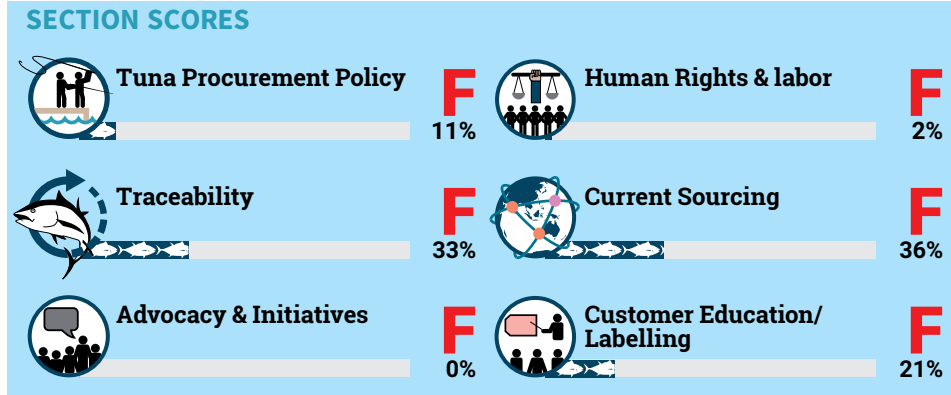 SECTION SCORES
Tuna Procurement Policy
F
11%
Human Rights & labor
F
2%
Traceability
F
33%
Current Sourcing
F
36%
Advocacy & Initiatives
F
0%
Customer Education/
Labelling
F
21%